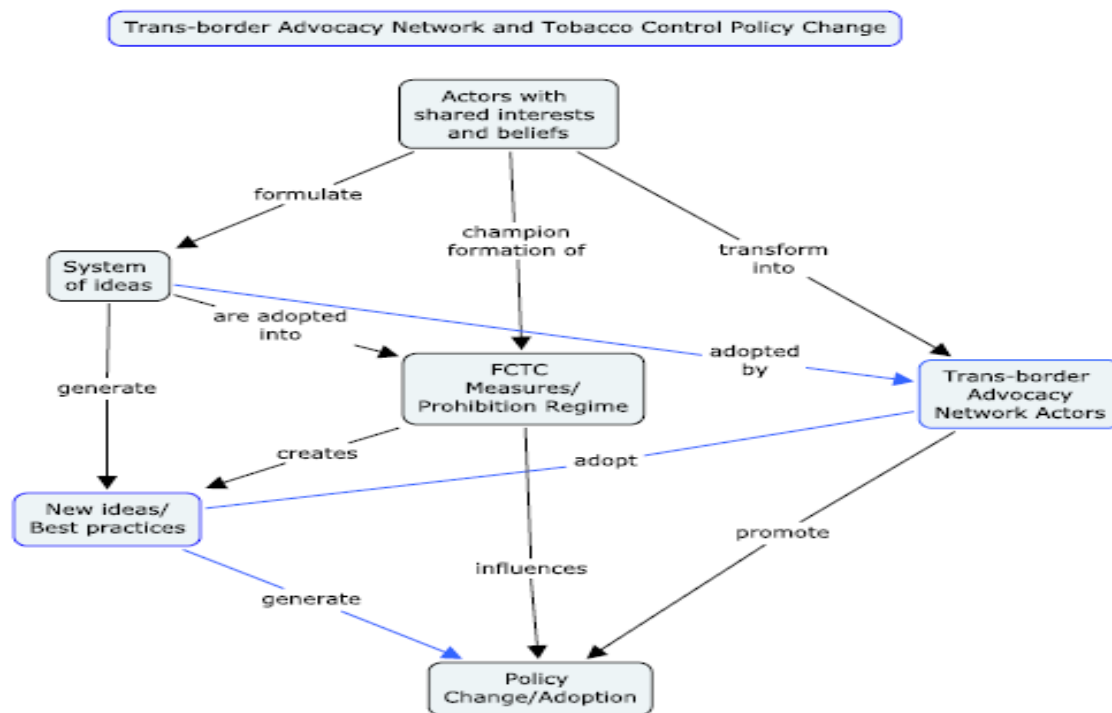 Trans-border Advocacy Network and Tobacco Control Policy Change
Actors with
shared interests
and beliefs
formulate
champion
formation of
transform
into
System
of ideas
are adopted
into
adopted
by
generate
FCTC
Measures/
Prohibition Regime
Trans-border
Advocacy
Network Actors
creates
adopt
New ideas/
Best practices
promote
influences
generate
Policy
Change/Adoption